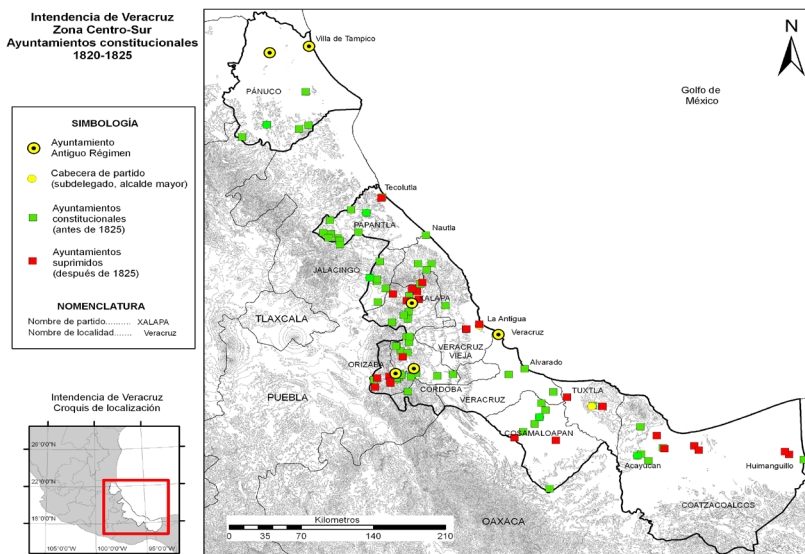 Intendencia de Veracruz
Zona Centro-Sur
Ayuntamientos constitucionales
1820-1825
SIMBOLOGÍA
Ayuntamiento
Antiguo Régimen
Cabecera de partido
(subdelegado, alcalde mayor)
Ayuntamientos
constitucionales
(antes de 1825)
Ayuntamientos
suprimidos
(después de 1825)
NOMENCLATURA
Nombre de partido.......... XALAPA
Nombre de localidad....... Veracruz
Intendencia de Veracruz
Croquis de localización
26°0'0"N
22°0'0"N
15°0'0"N
105°0'0"W
100°0'0"W
95°0'0"W
N
Villa de Tampico
PÁNUCO
Golfo de
México
Tecolutla
PAPANTLA
Nautla
JALACINGO
XALAPA
TLAXCALA
La Antigua
Veracruz
VERACRUZ
VIEJA
ORIZABA
Alvarado
PUEBLA
CÓRDOBA
VERACRUZ
TUXTLA
COSAMALOAPAN
Acayucan
Huimanguillo
COATZACOALCOS
OAXACA
Kilometros
0 35 70 140 210